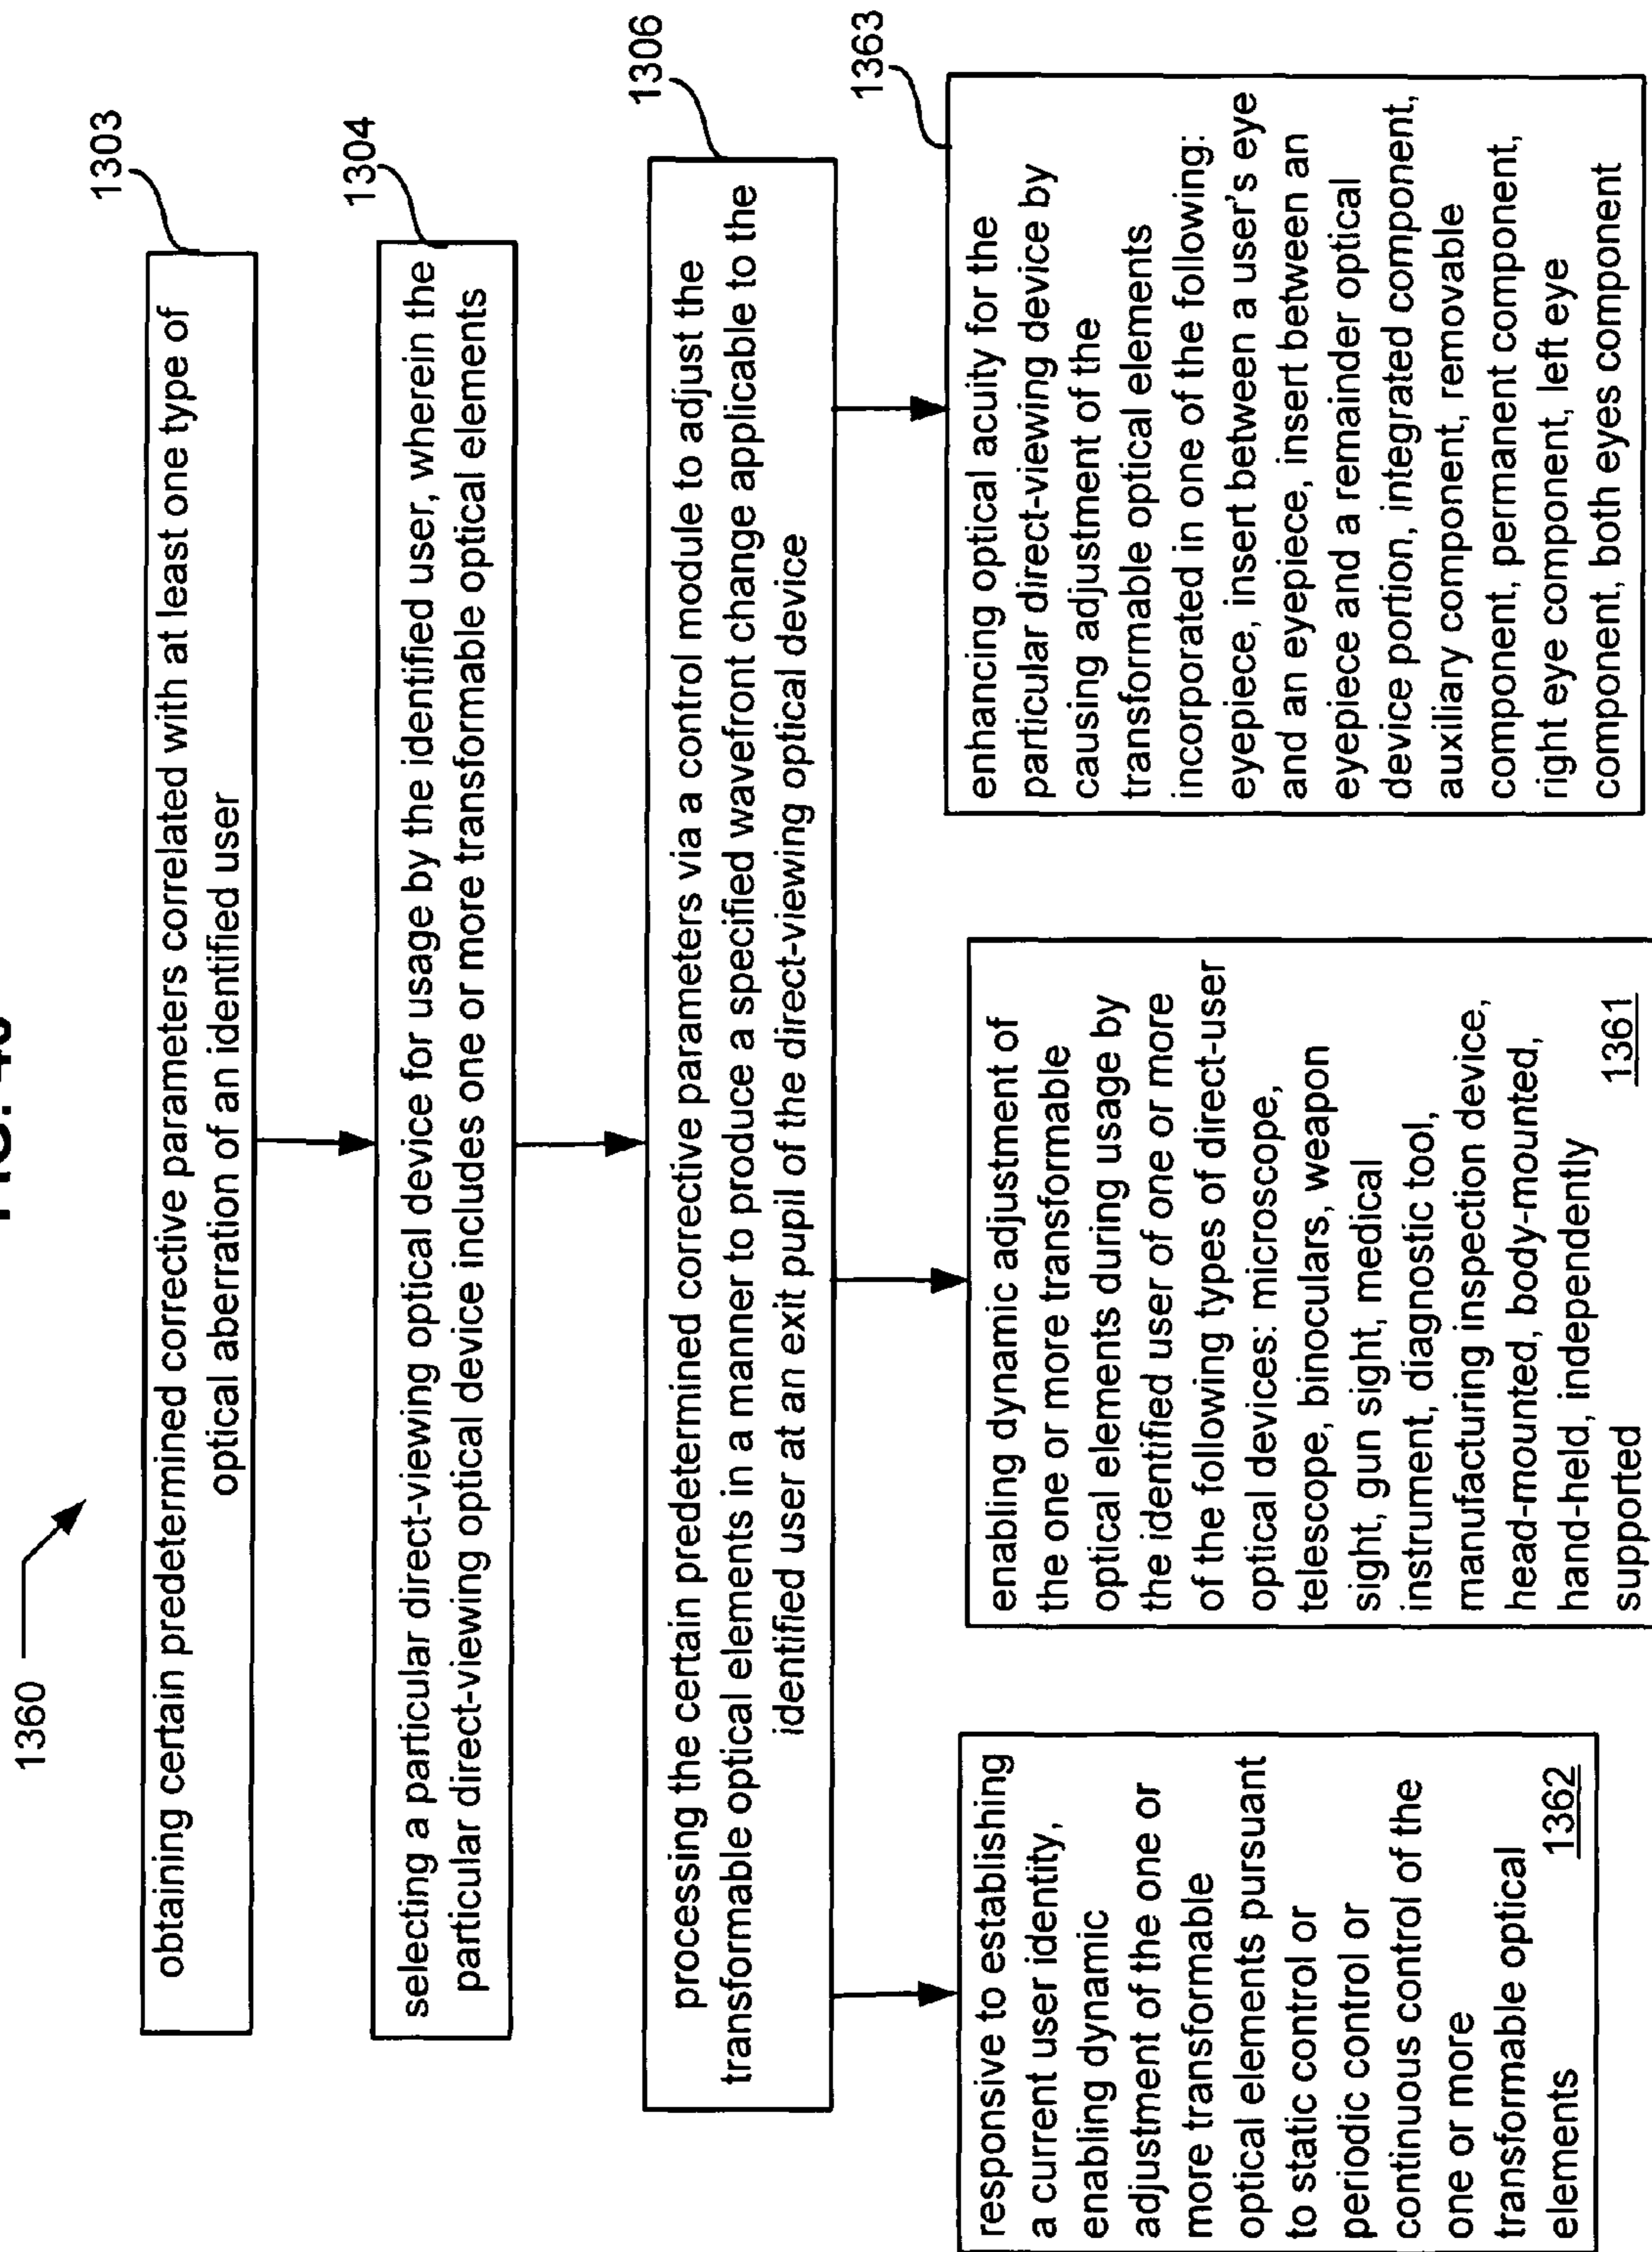 1360
obtaining certain predetermined corrective parameters correlated with at least one type of
optical aberration of an identified user
1303
selecting a particular direct-viewing optical device for usage by the identified user, wherein the
particular direct-viewing optical device includes one or more transformable optical elements
1304
processing the certain predetermined corrective parameters via a control module to adjust the
transformable optical elements in a manner to produce a specified wavefront change applicable to the
identified user at an exit pupil of the direct-viewing optical device
1306
responsive to establishing
a current user identity,
enabling dynamic
adjustment of the one or
more transformable
optical elements pursuant
to static control or
periodic control or
continuous control of the
one or more
transformable optical
elements
1362
enabling dynamic adjustment of
the one or more transformable
optical elements during usage by
the identified user of one or more
of the following types of direct-user
optical devices: microscope,
telescope, binoculars, weapon
sight, gun sight, medical
instrument, diagnostic tool,
manufacturing inspection device,
head-mounted, body-mounted,
hand-held, independently
supported
1361
enhancing optical acuity for the
particular direct-viewing device by
causing adjustment of the
transformable optical elements
incorporated in one of the following:
eyepiece, insert between a user's eye
and an eyepiece, insert between an
eyepiece and a remainder optical
device portion, integrated component,
auxiliary component, removable
component, permanent component,
right eye component, left eye
component, both eyes component
1363